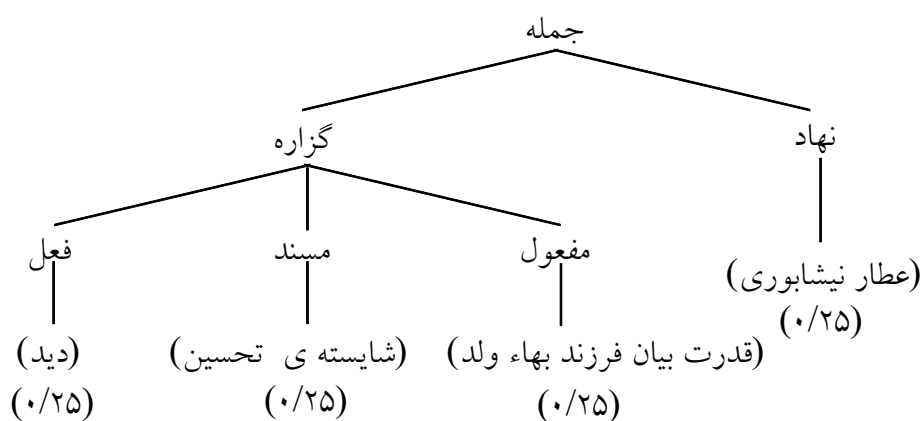 جمله
نهاد
گزاره
مفعول
مسند
فعل
(عطار نیشابوری)
(۰/۲۵)
(قدرت بیان فرزند بهاء ولد)
(۰/۲۵)
(شایسته ی تحسین)
(۰/۲۵)
(دید)
(۰/۲۵)